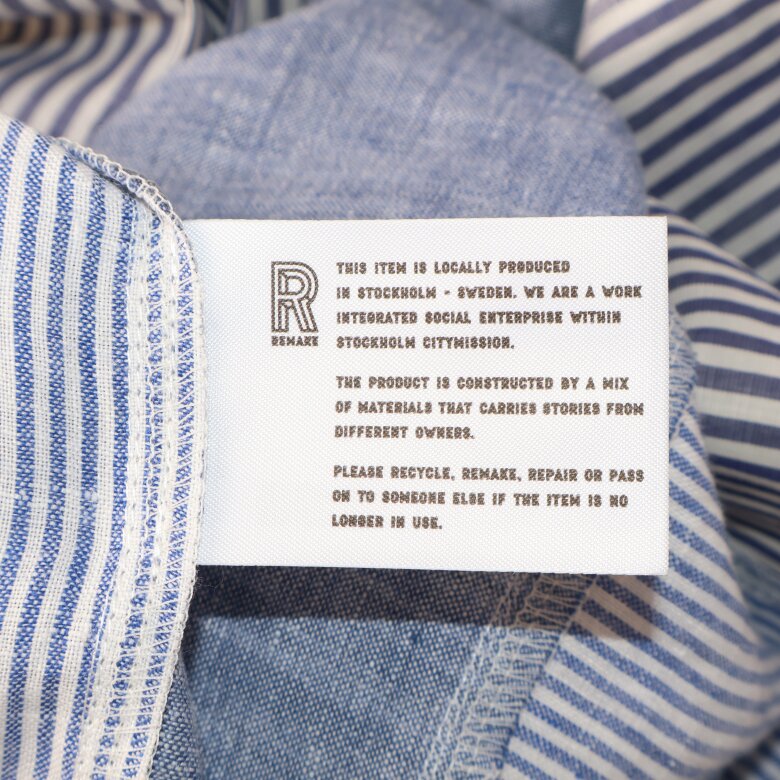 R
REMAKE
THIS ITEM IS LOCALLY PRODUCED
IN STOCKHOLM - SWEDEN. WE ARE A WORK
INTEGRATED SOCIAL ENTERPRISE WITHIN
STOCKHOLM CITYMISSION.
THE PRODUCT IS CONSTRUCTED BY A MIX
OF MATERIALS THAT CARRIES STORIES FROM
DIFFERENT OWNERS.
PLEASE RECYCLE, REMAKE, REPAIR OR PASS
ON TO SOMEONE ELSE IF THE ITEM IS NO
LONGER IN USE.